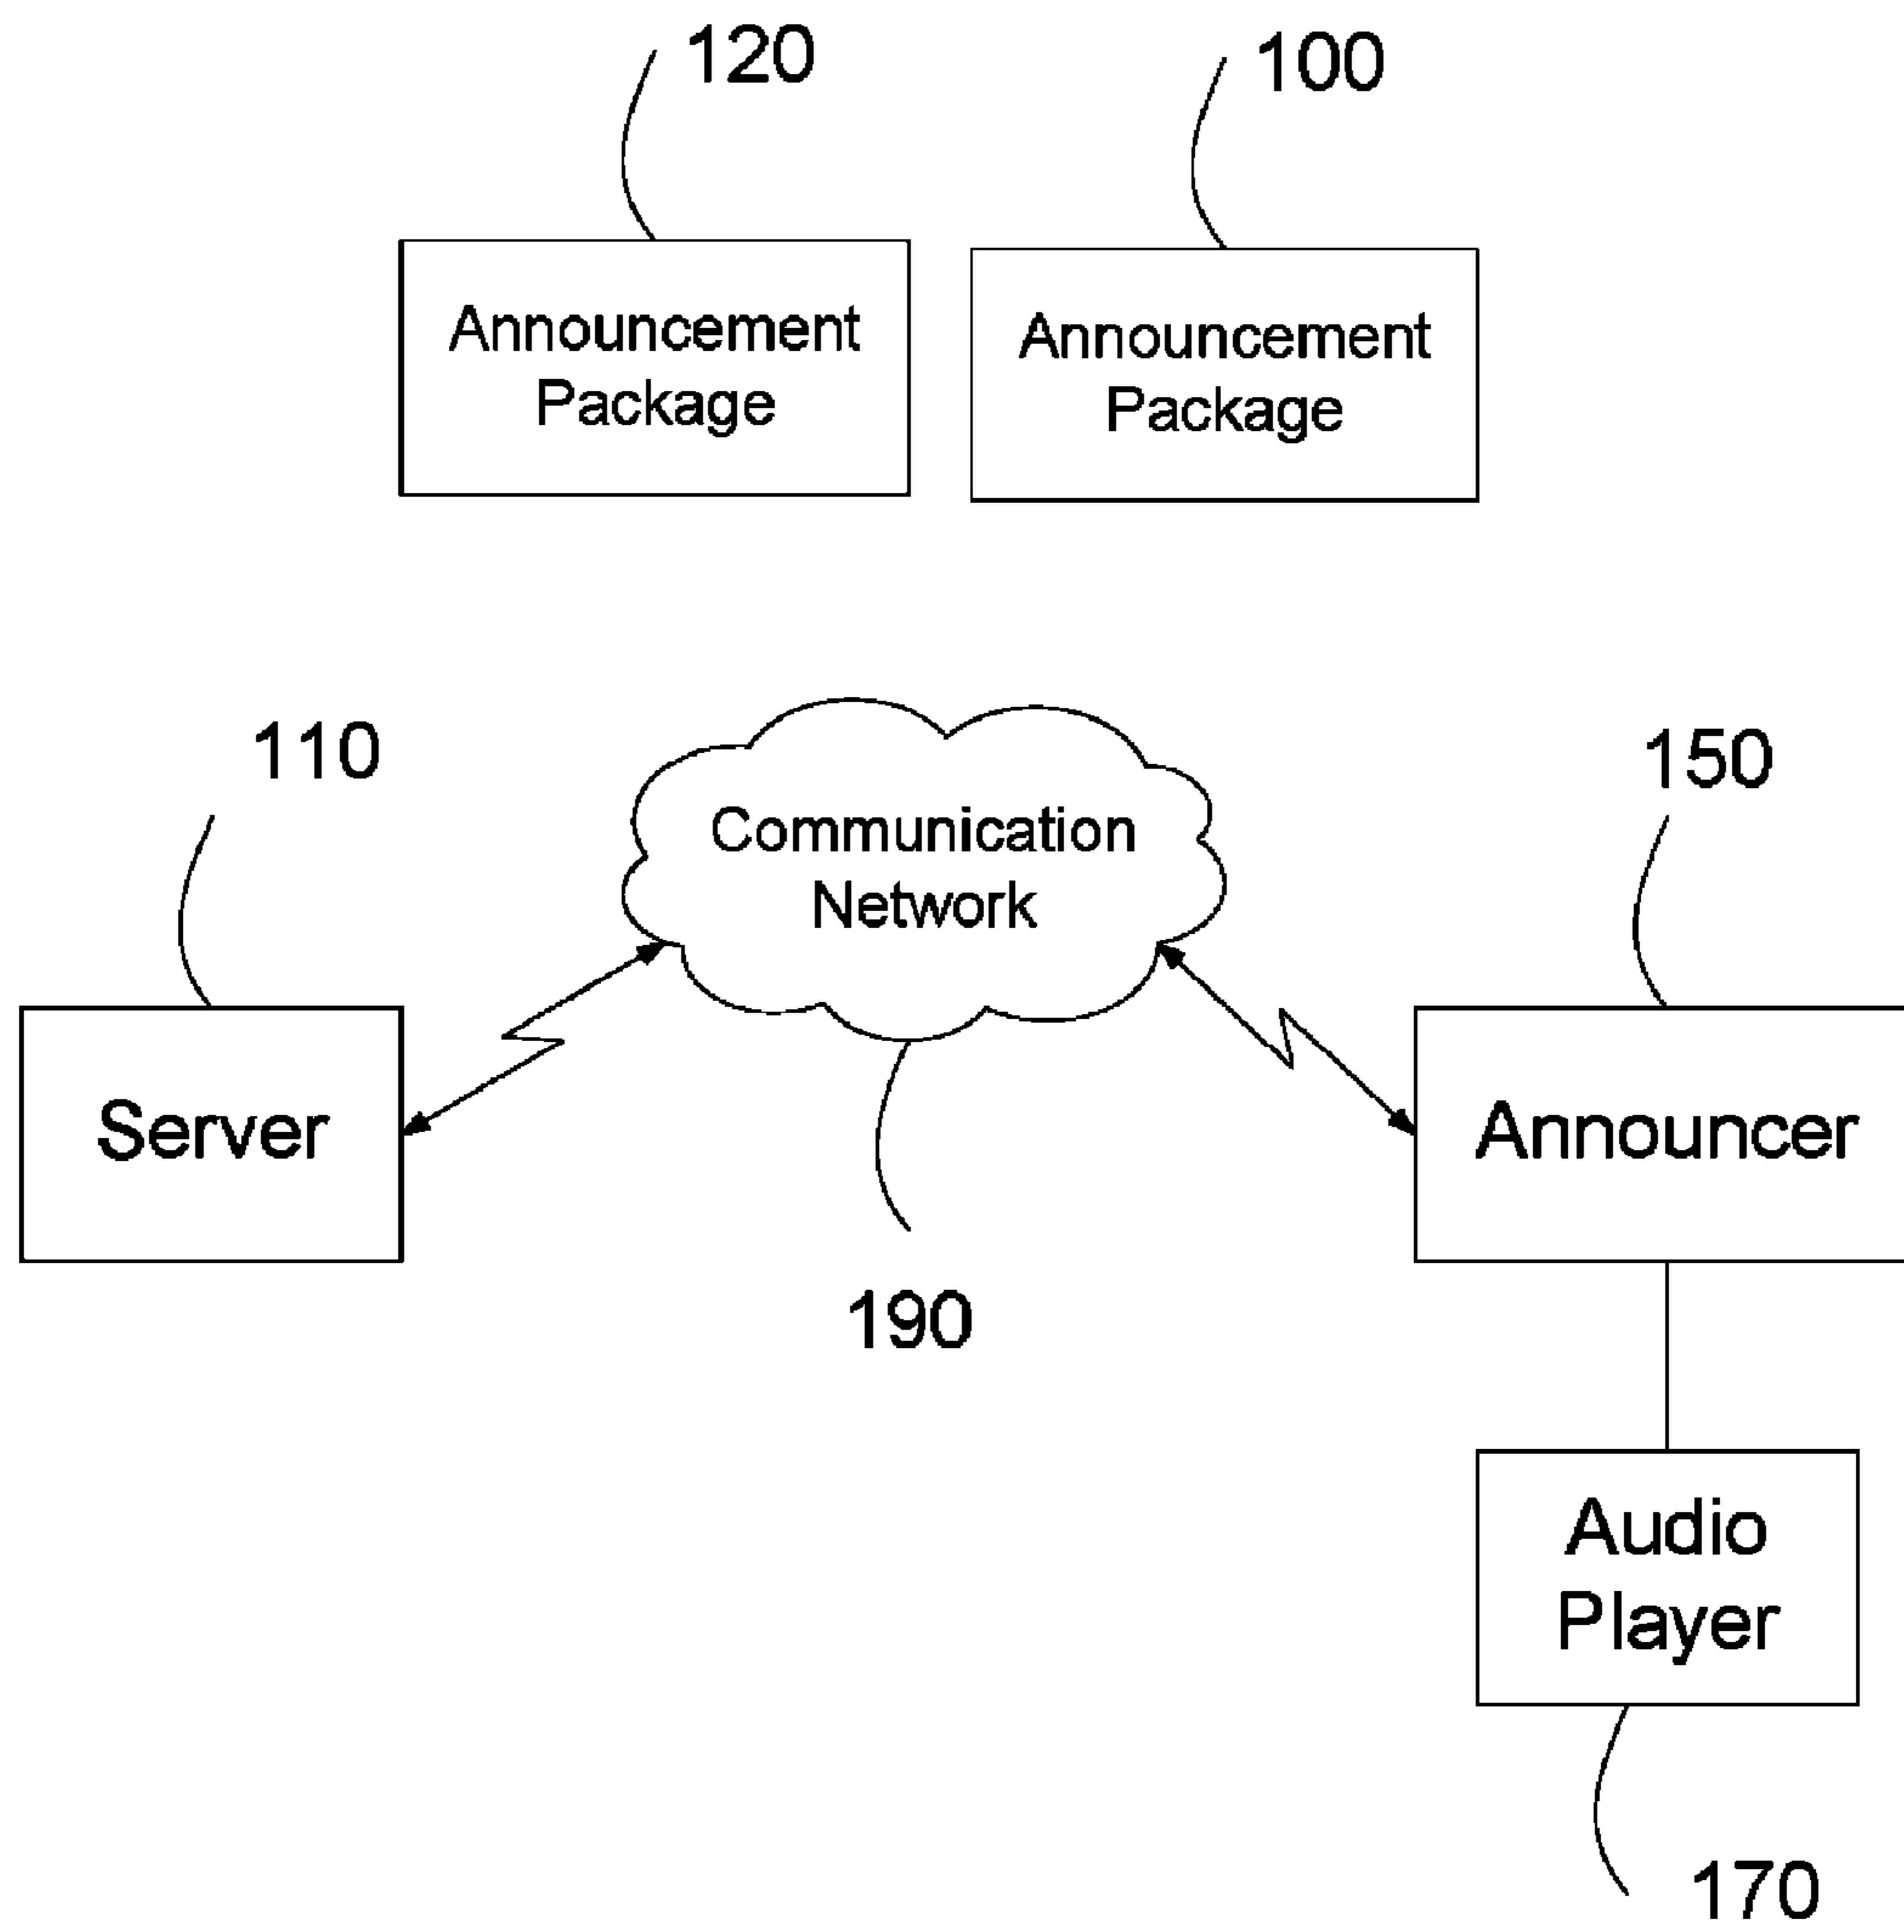 120
100
Announcement
Package
Announcement
Package
110
150
Communication
Network
Server
Announcer
190
Audio
Player
170